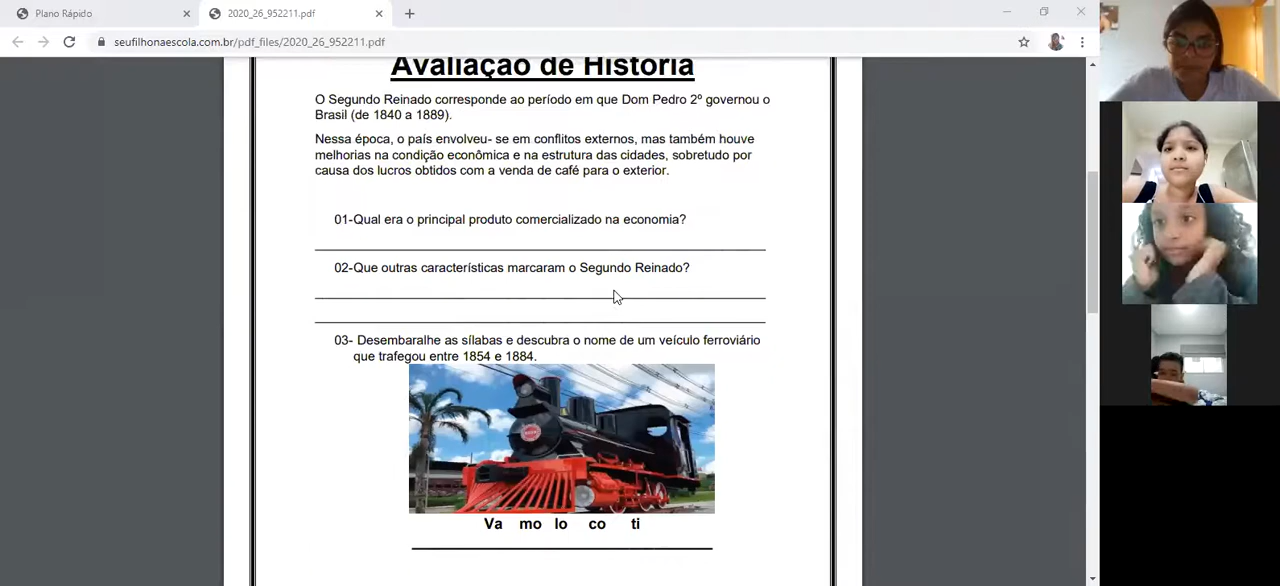 Plano Rápido
2020_26_952211.pdf
seufilhonaescola.com.br/pdf_files/2020_26_952211.pdf
Avaliação de História
O Segundo Reinado corresponde ao período em que Dom Pedro 2º governou o
Brasil (de 1840 a 1889).
Nessa época, o país envolveu- se em conflitos externos, mas também houve
melhorias na condição econômica e na estrutura das cidades, sobretudo por
causa dos lucros obtidos com a venda de café para o exterior.
01-Qual era o principal produto comercializado na economia?
02-Que outras características marcaram o Segundo Reinado?
03- Desembaralhe as sílabas e descubra o nome de um veículo ferroviário
que trafegou entre 1854 e 1884.
Va mo lo co ti